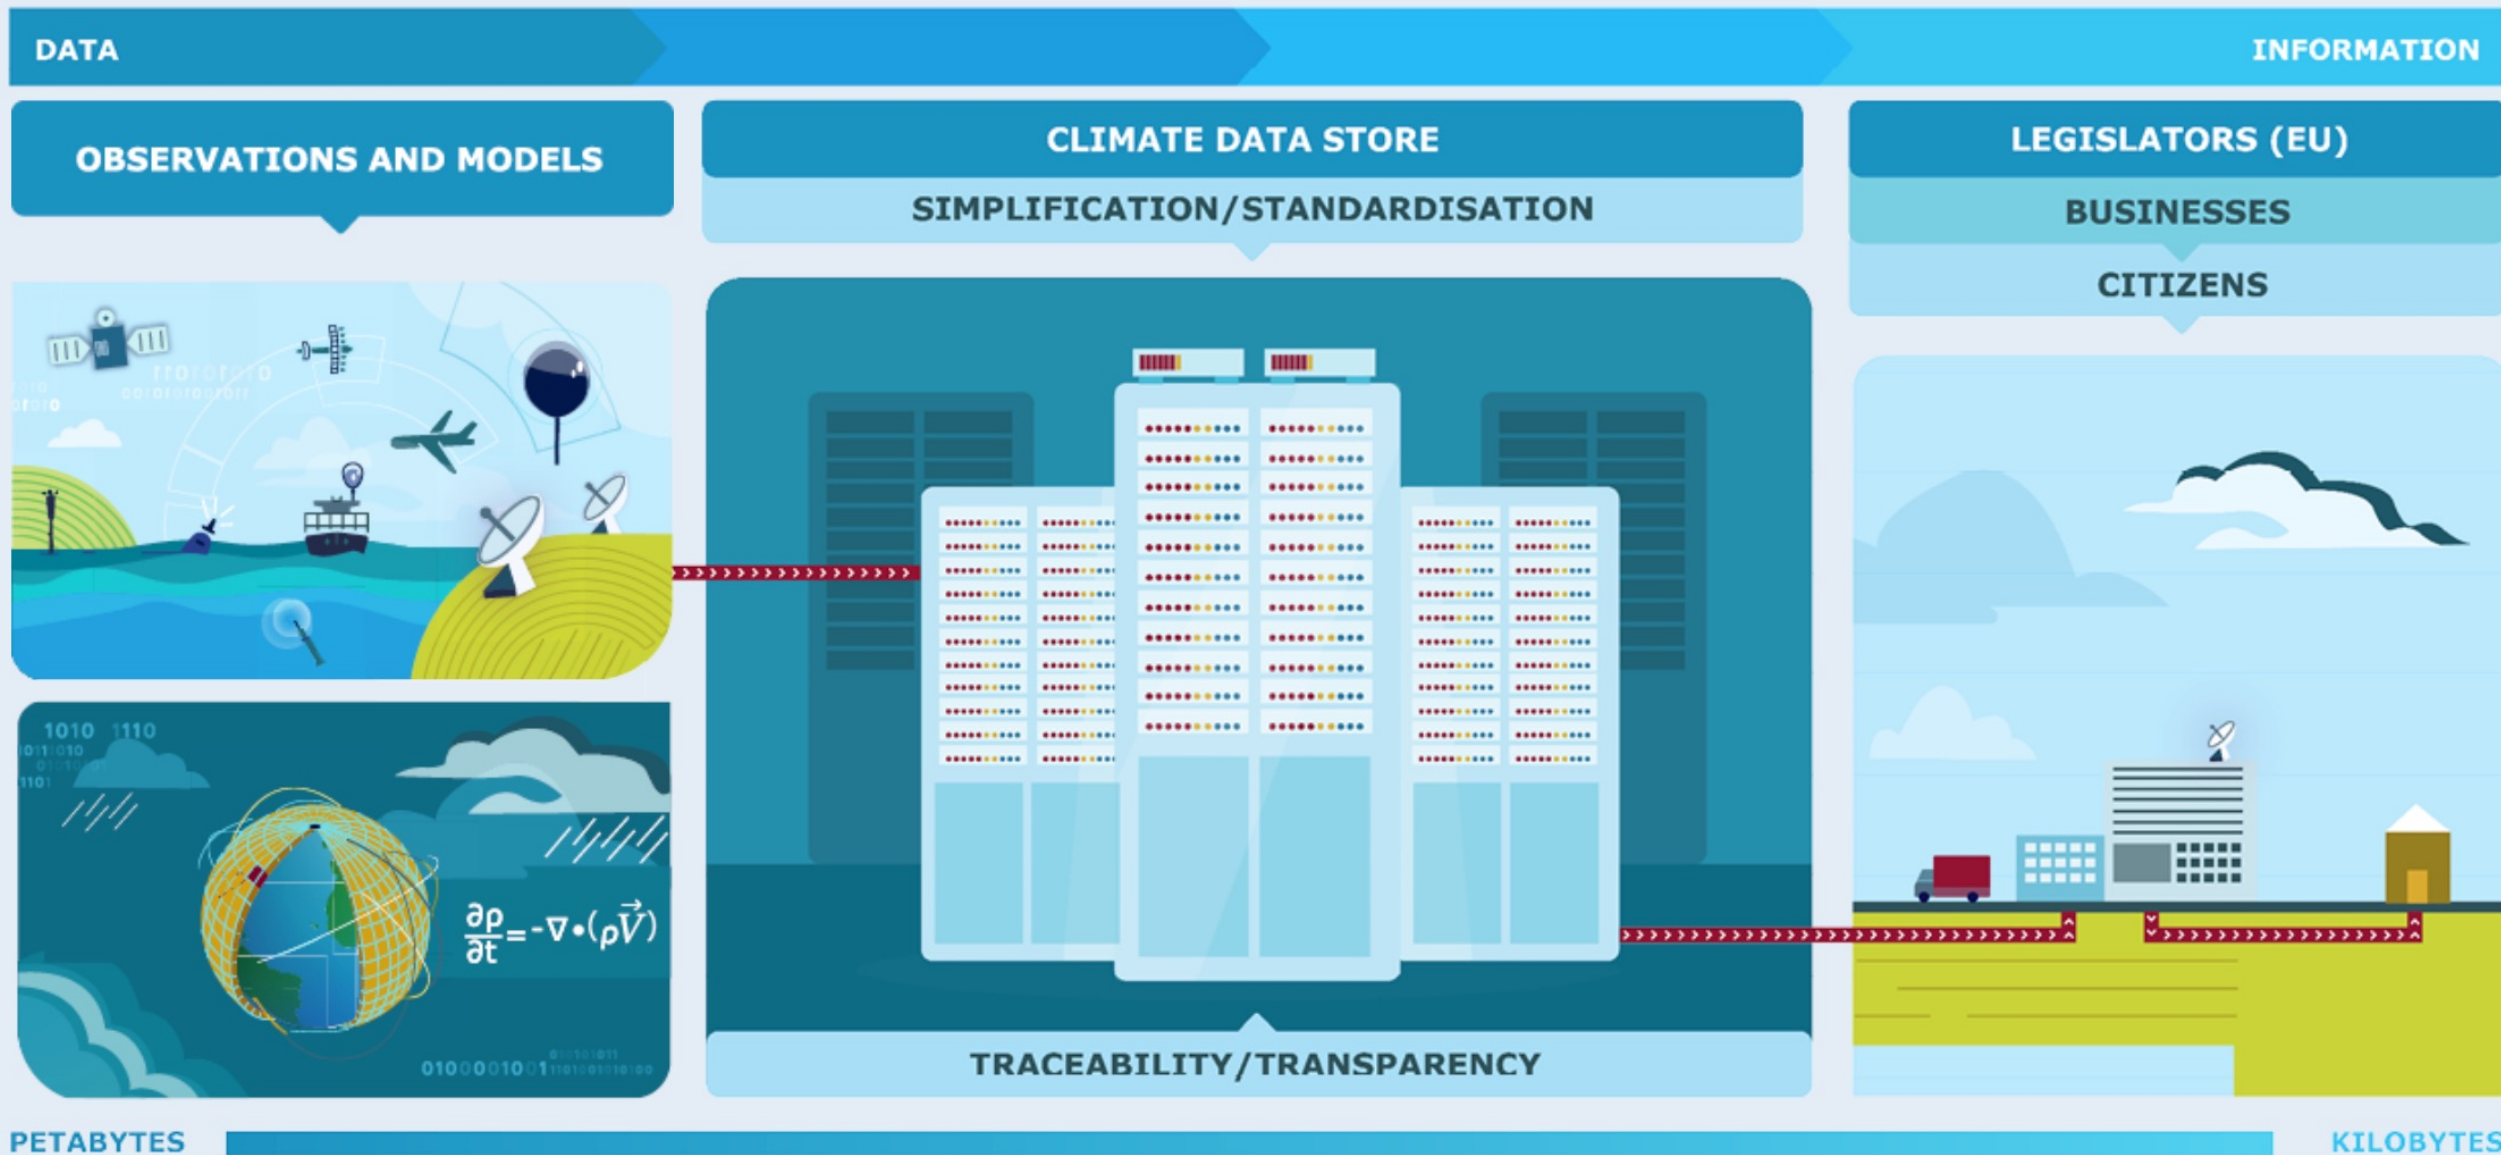 DATA
INFORMATION
OBSERVATIONS AND MODELS
CLIMATE DATA STORE
SIMPLIFICATION/STANDARDISATION
LEGISLATORS (EU)
BUSINESSES
CITIZENS
1010 1110
∂ρ/∂t=-∇•(ρV⃗)
TRACEABILITY/TRANSPARENCY
PETABYTES
KILOBYTES